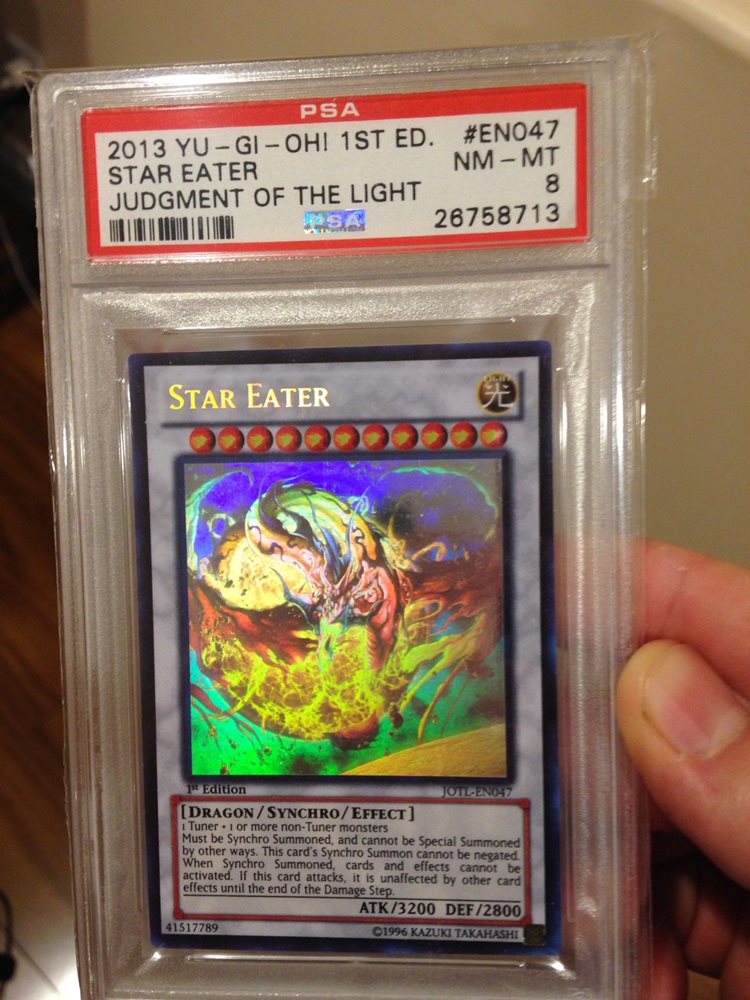 PSA
2013 YU-GI-OH! 1ST ED. #EN047
STAR EATER NM-MT
JUDGMENT OF THE LIGHT 8
PSA 26758713
STAR EATER
LIGHT
光
1st Edition JOTL-EN047
[DRAGON/SYNCHRO/EFFECT]
1 Tuner + 1 or more non-Tuner monsters
Must be Synchro Summoned, and cannot be Special Summoned
by other ways. This card's Synchro Summon cannot be negated.
When Synchro Summoned, cards and effects cannot be
activated. If this card attacks, it is unaffected by other card
effects until the end of the Damage Step.
ATK/3200 DEF/2800
41517789 ©1996 KAZUKI TAKAHASHI